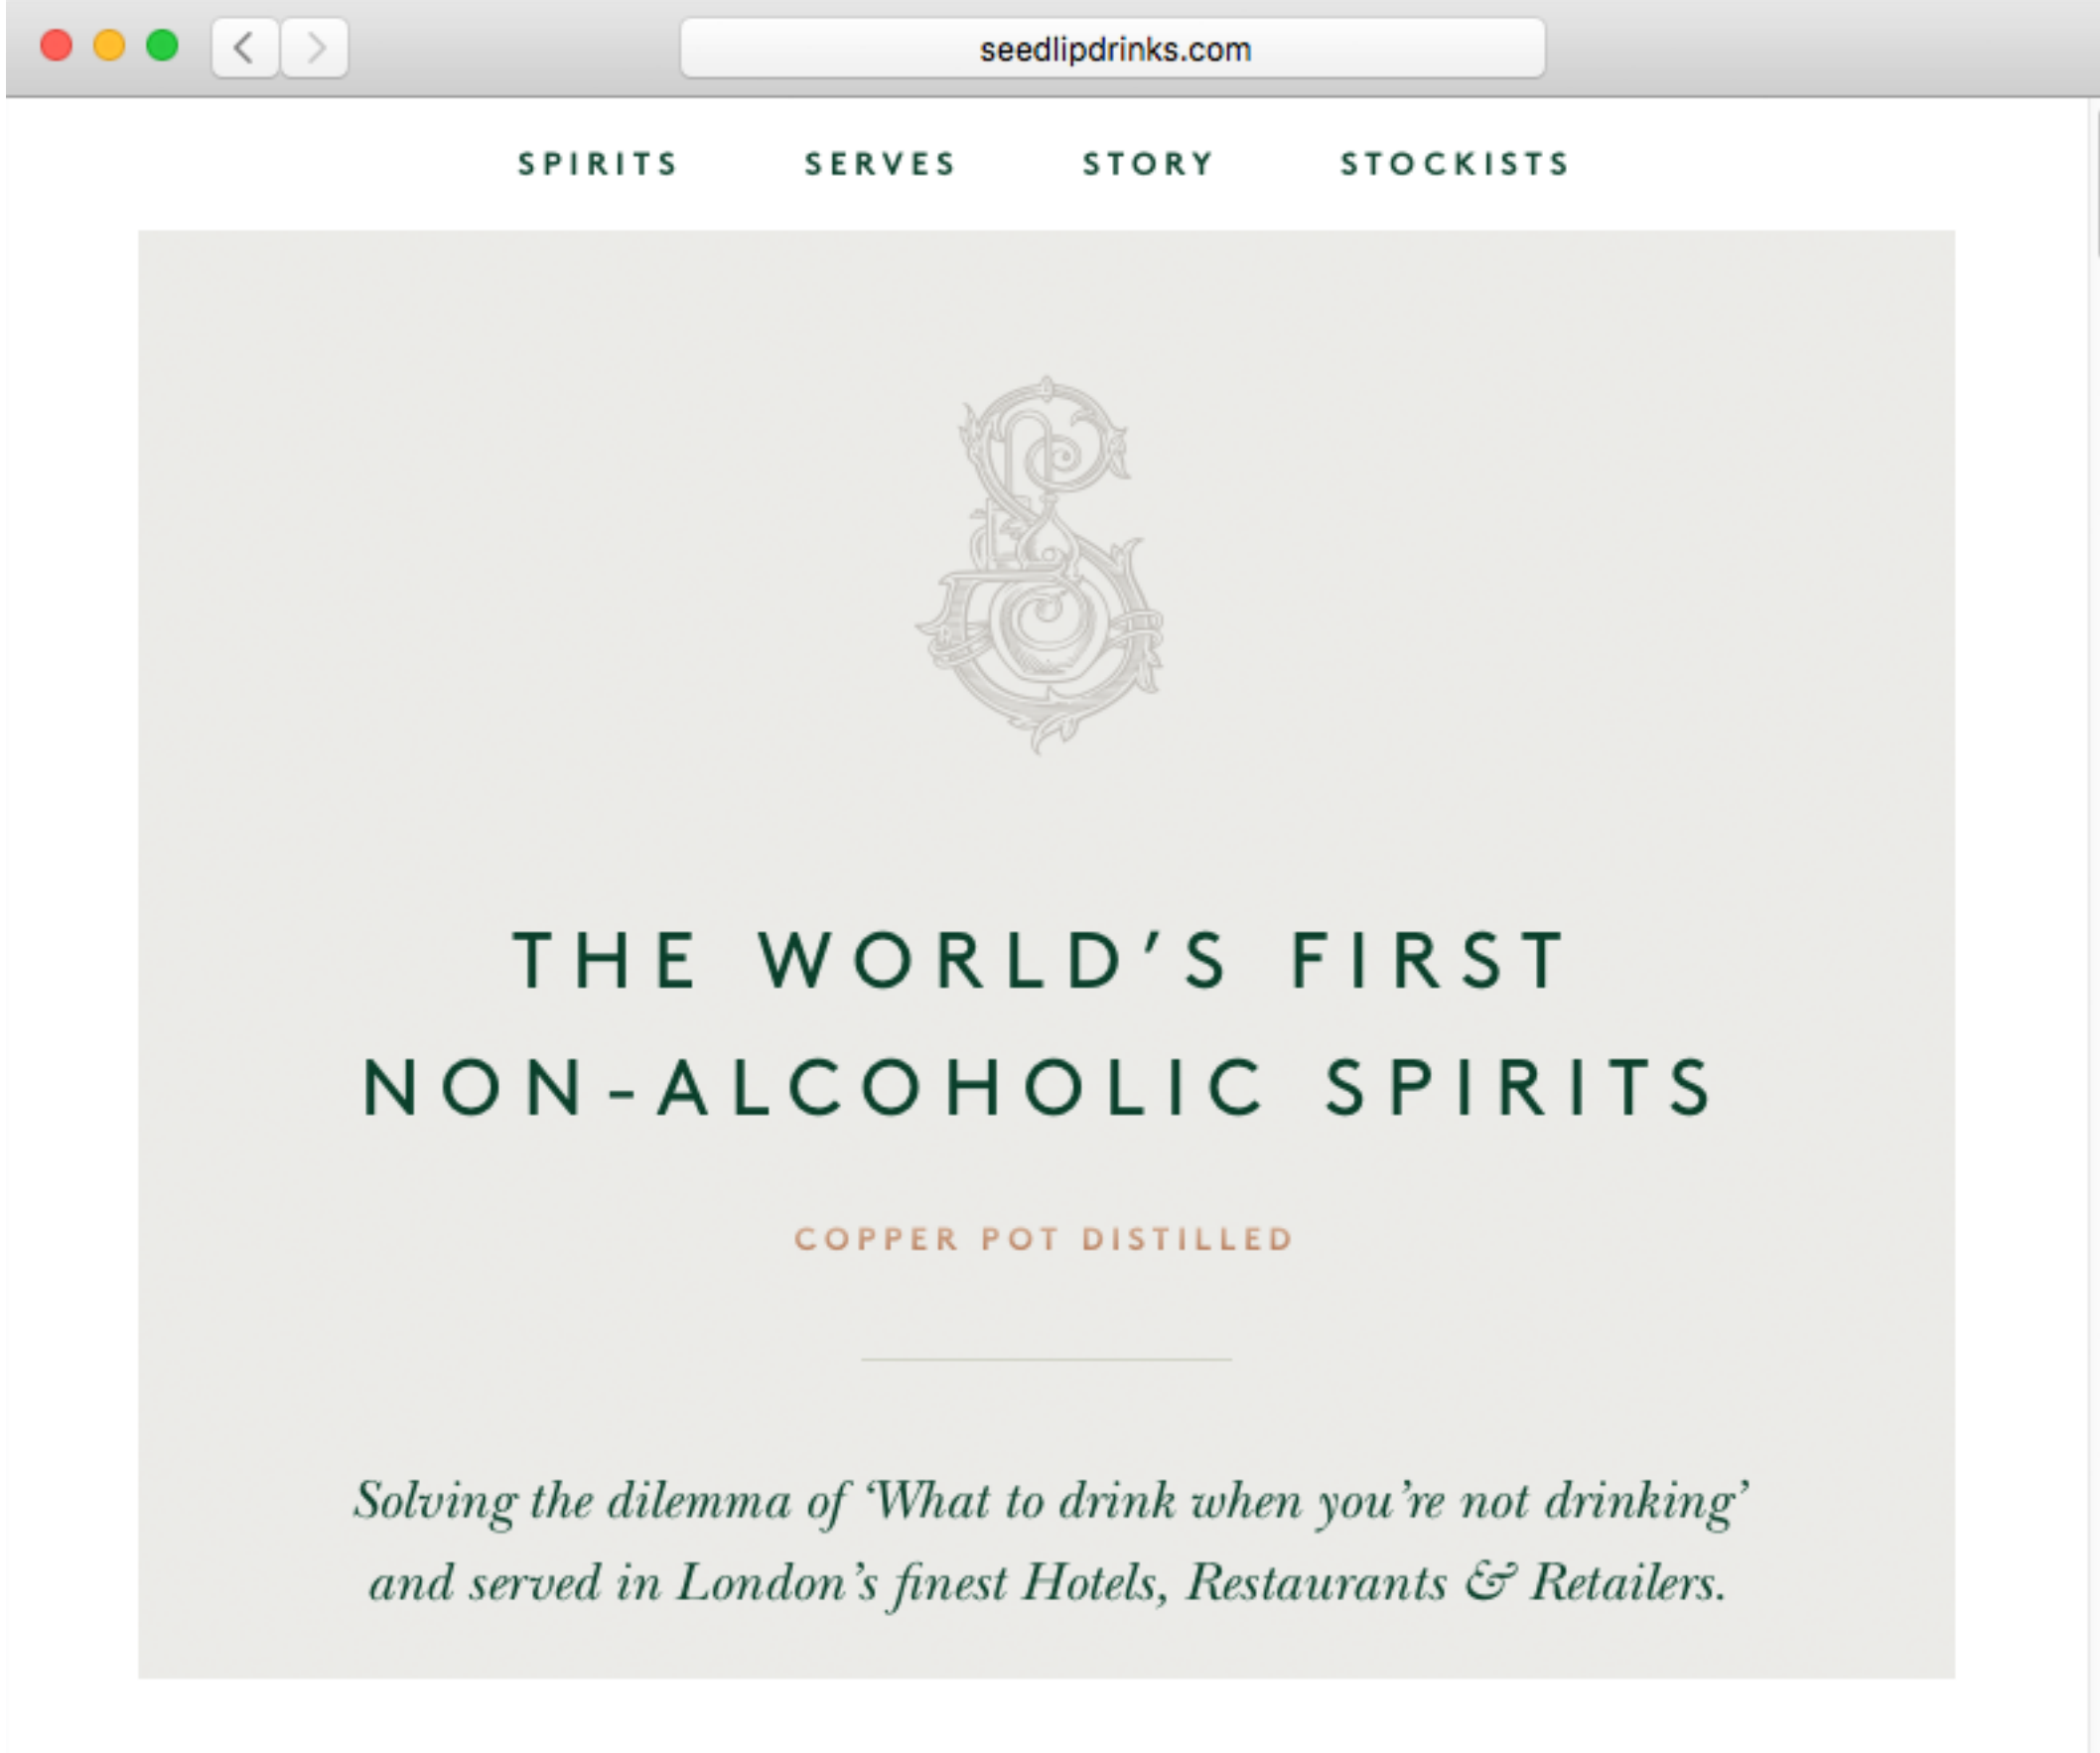 seedlipdrinks.com
SPIRITS SERVES STORY STOCKISTS
THE WORLD’S FIRST
NON-ALCOHOLIC SPIRITS
COPPER POT DISTILLED
Solving the dilemma of ‘What to drink when you’re not drinking’
and served in London’s finest Hotels, Restaurants & Retailers.